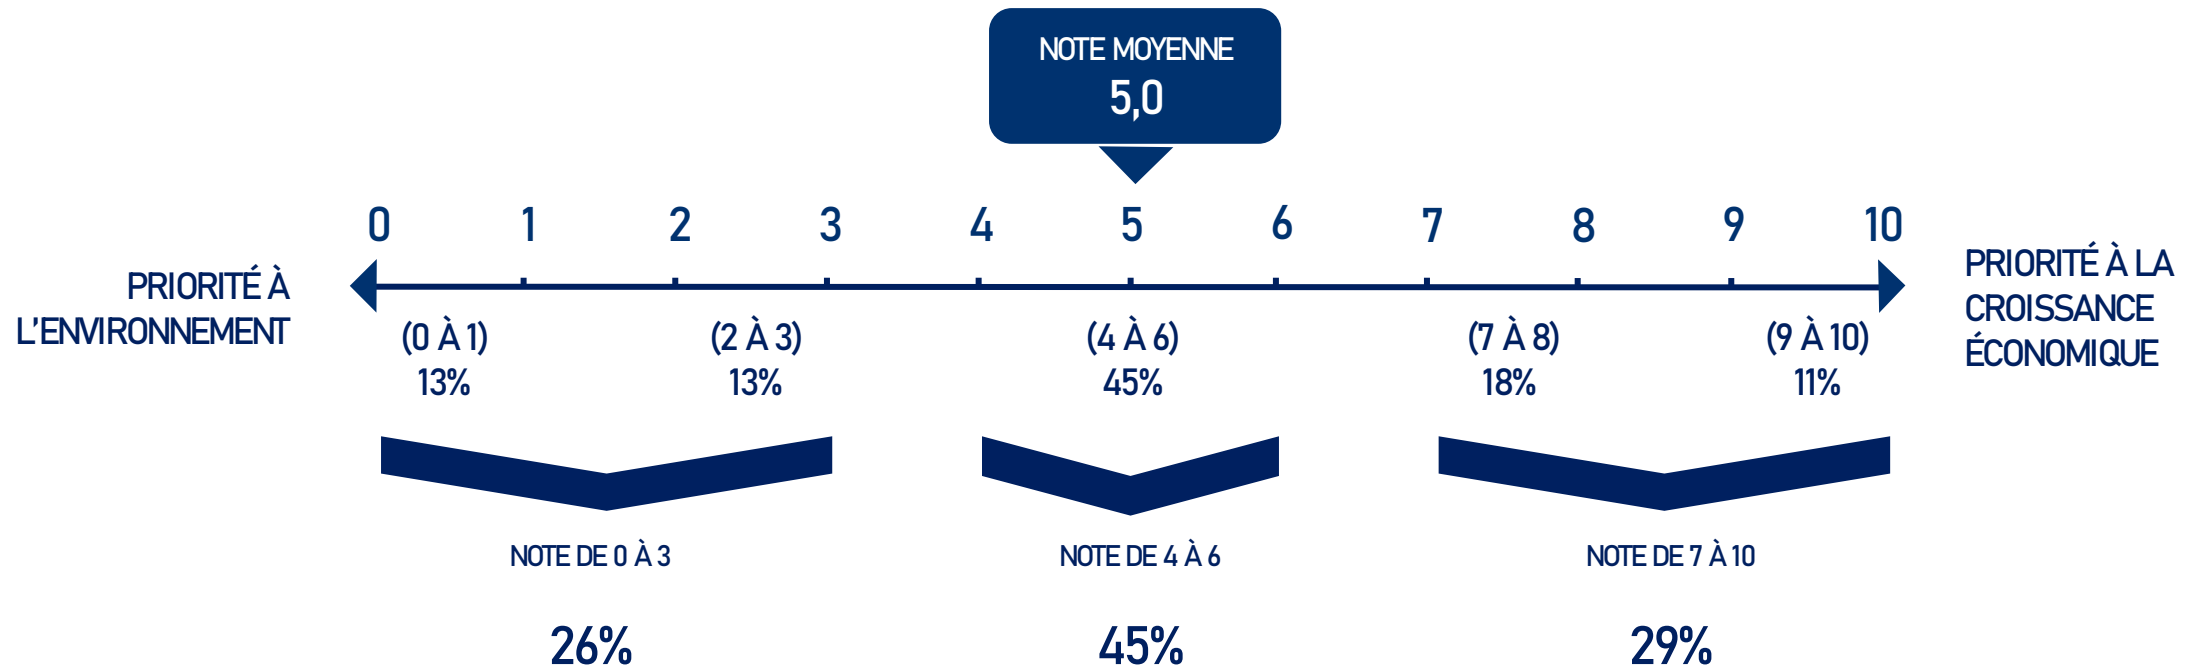 NOTE MOYENNE
5,0
0 1 2 3 4 5 6 7 8 9 10
PRIORITÉ À
L'ENVIRONNEMENT
PRIORITÉ À LA
CROISSANCE
ÉCONOMIQUE
(0 À 1) (2 À 3) (4 À 6) (7 À 8) (9 À 10)
13% 13% 45% 18% 11%
NOTE DE 0 À 3 NOTE DE 4 À 6 NOTE DE 7 À 10
26% 45% 29%